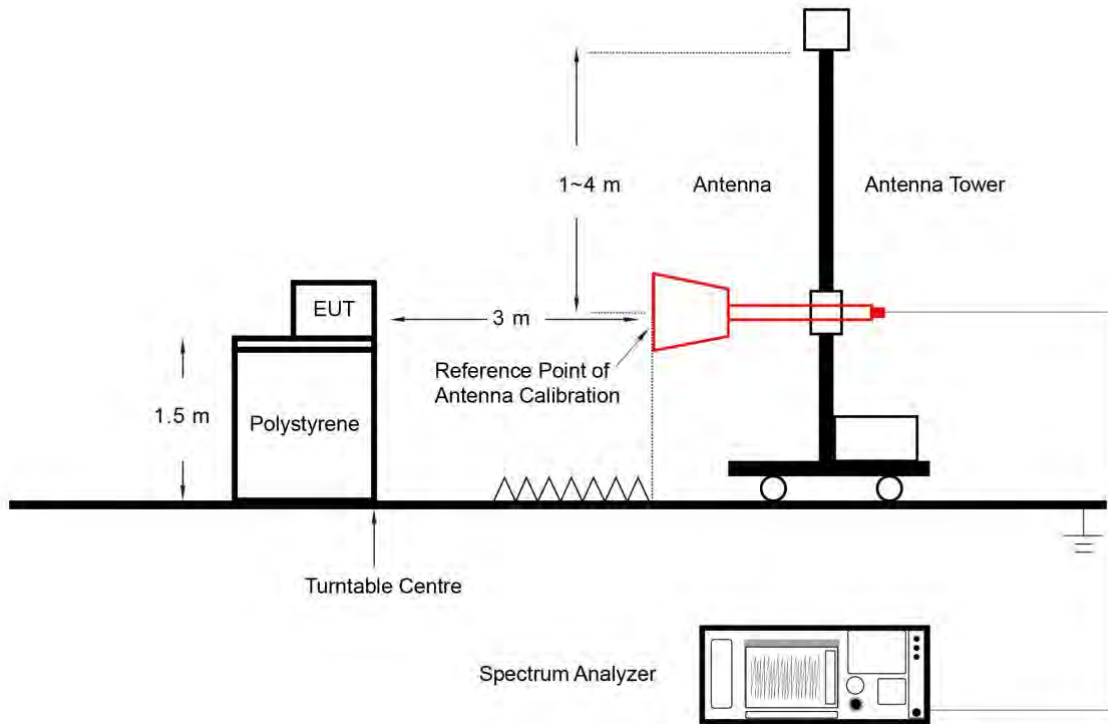 1~4 m
Antenna
Antenna Tower
EUT
3 m
Reference Point of
Antenna Calibration
1.5 m
Polystyrene
Turntable Centre
Spectrum Analyzer